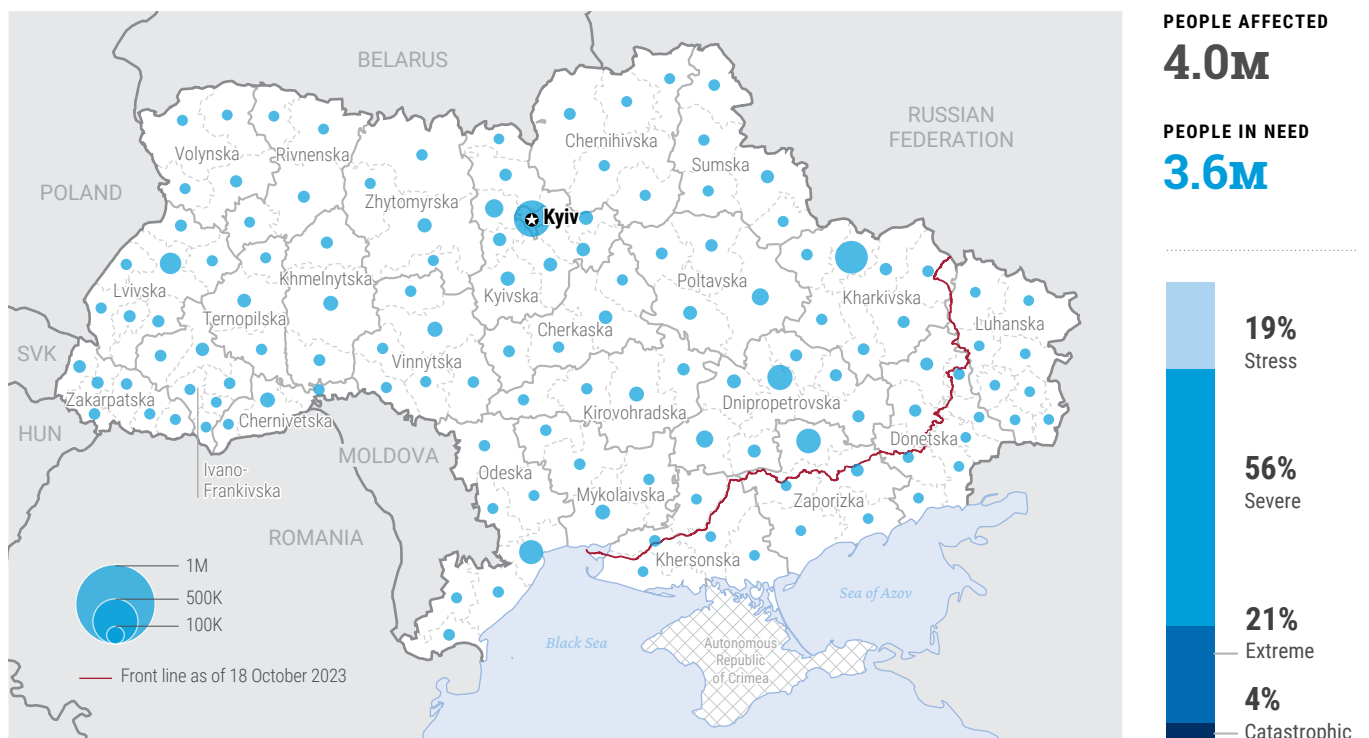 BELARUS
RUSSIAN
FEDERATION
POLAND
SVK
HUN
MOLDOVA
ROMANIA
Volynska
Rivnenska
Zhytomyrska
Chernihivska
Sumska
Kyiv
Lvivska
Ternopilska
Khmelnytska
Kyivska
Poltavska
Kharkivska
Luhanska
Cherkaska
Vinnytska
Zakarpatska
Chernivetska
Ivano-
Frankivska
Kirovohradska
Dnipropetrovska
Donetska
Odeska
Mykolaivska
Zaporizka
Khersonska
Sea of Azov
Black Sea
Autonomous
Republic
of Crimea
1M
500K
100K
Front line as of 18 October 2023
PEOPLE AFFECTED
4.0M
PEOPLE IN NEED
3.6M
19%
Stress
56%
Severe
21%
Extreme
4%
Catastrophic